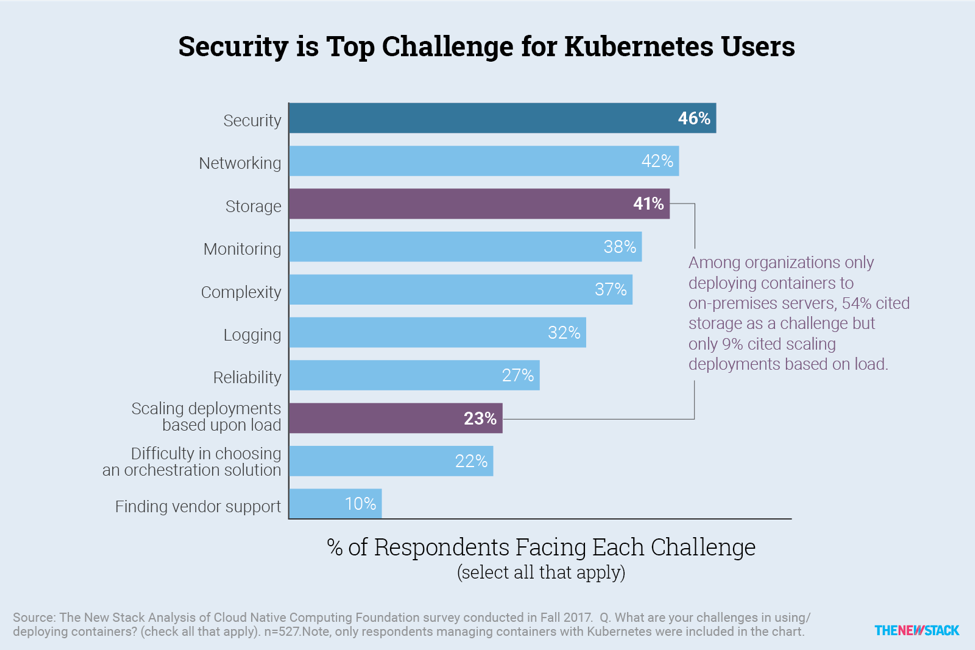 Security is Top Challenge for Kubernetes Users
Security
46%
Networking
42%
Storage
41%
Monitoring
38%
Complexity
37%
Logging
32%
Reliability
27%
Scaling deployments
based upon load
23%
Difficulty in choosing
an orchestration solution
22%
Finding vendor support
10%
Among organizations only
deploying containers to
on-premises servers, 54% cited
storage as a challenge but
only 9% cited scaling
deployments based on load.
% of Respondents Facing Each Challenge
(select all that apply)
Source: The New Stack Analysis of Cloud Native Computing Foundation survey conducted in Fall 2017.  Q. What are your challenges in using/
deploying containers? (check all that apply). n=527.Note, only respondents managing containers with Kubernetes were included in the chart.
THENEWSTACK